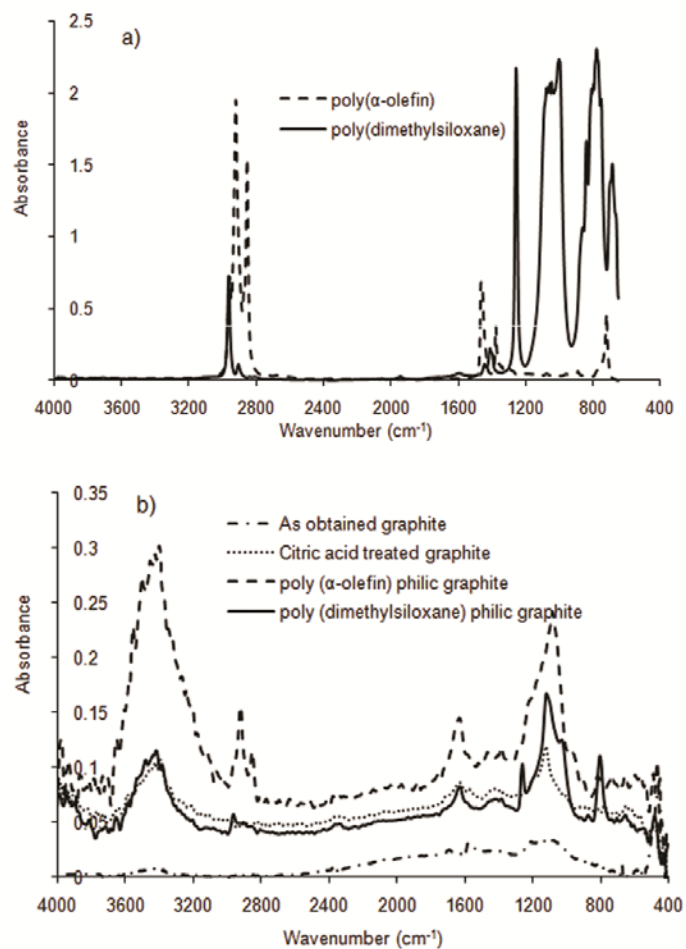 a)
2.5
2
1.5
1
0.5
0
Absorbance
poly(α-olefin)
poly(dimethylsiloxane)
4000 3600 3200 2800 2400 2000 1600 1200 800 400
Wavenumber (cm-1)
b)
0.35
0.3
0.25
0.2
0.15
0.1
0.05
0
Absorbance
As obtained graphite
Citric acid treated graphite
poly (α-olefin) philic graphite
poly (dimethylsiloxane) philic graphite
4000 3600 3200 2800 2400 2000 1600 1200 800 400
Wavenumber (cm-1)